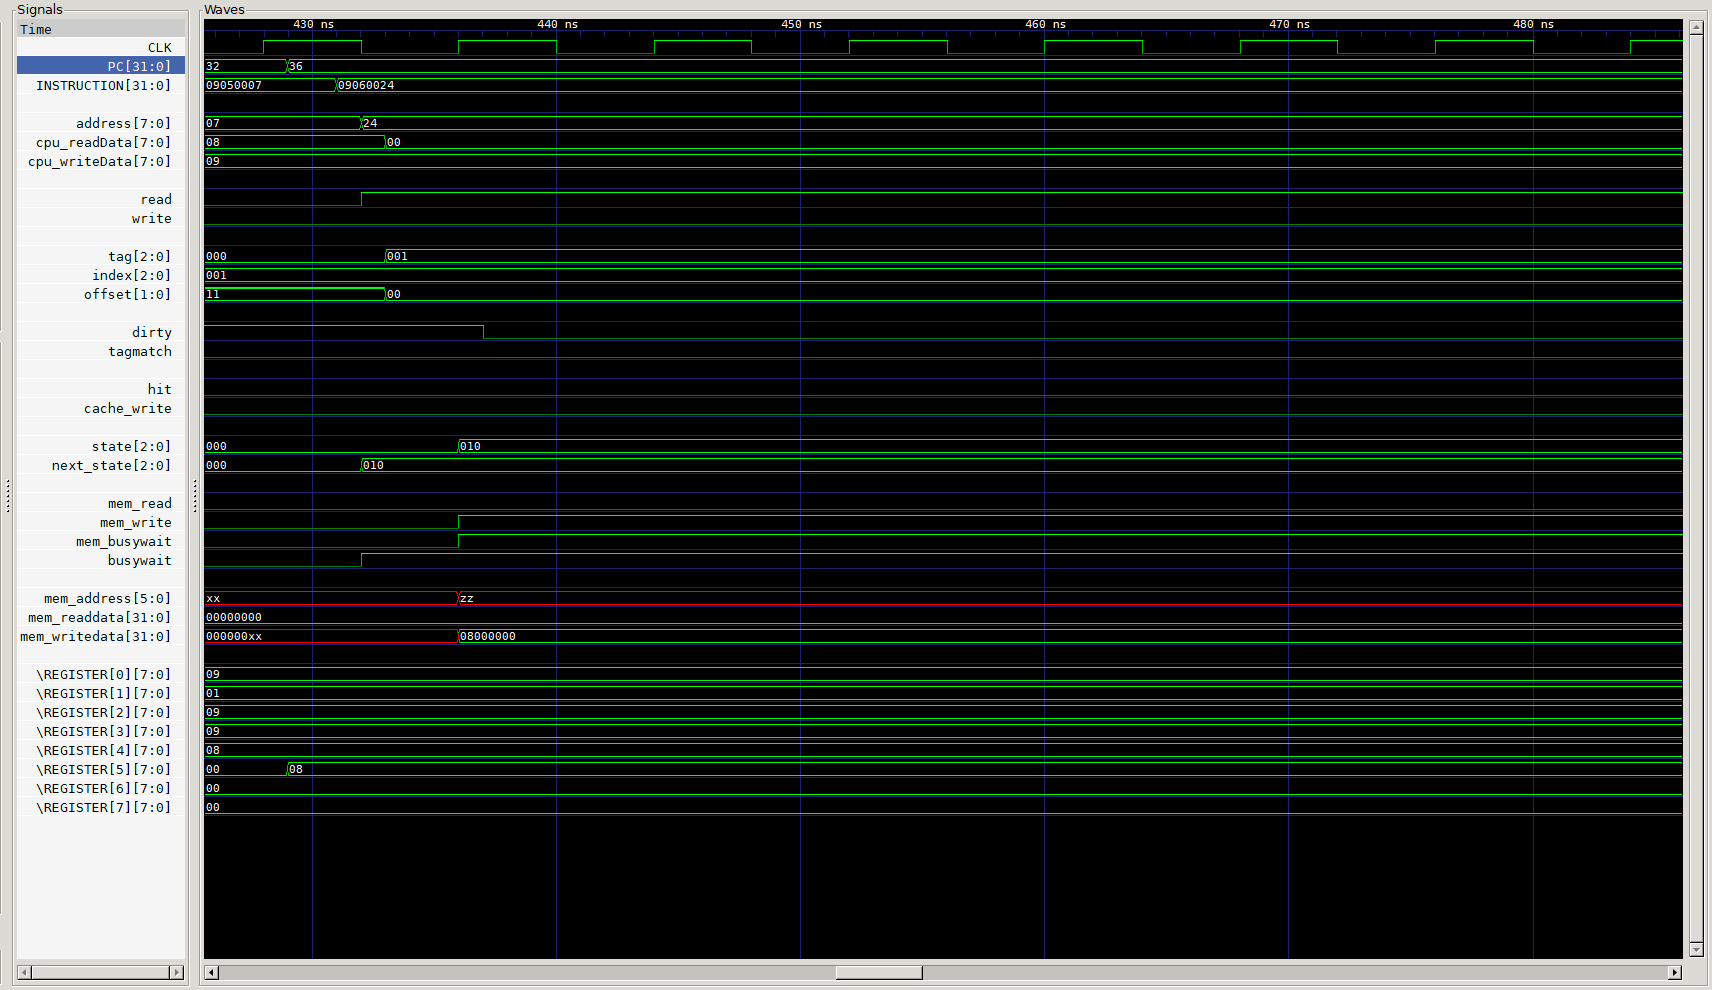 Signals Waves
Time 430 ns 440 ns 450 ns 460 ns 470 ns 480 ns
CLK
PC[31:0] 32 36
INSTRUCTION[31:0] 09050007 09060024
address[7:0] 07 24
cpu_readData[7:0] 08 00
cpu_writeData[7:0] 09
read
write
tag[2:0] 000 001
index[2:0] 001
offset[1:0] 11 00
dirty
tagmatch
hit
cache_write
state[2:0] 000 010
next_state[2:0] 000 010
mem_read
mem_write
mem_busywait
busywait
mem_address[5:0] xx zz
mem_readdata[31:0] 00000000
mem_writedata[31:0] 000000xx 08000000
\REGISTER[0][7:0] 09
\REGISTER[1][7:0] 01
\REGISTER[2][7:0] 09
\REGISTER[3][7:0] 09
\REGISTER[4][7:0] 08
\REGISTER[5][7:0] 00 08
\REGISTER[6][7:0] 00
\REGISTER[7][7:0] 00